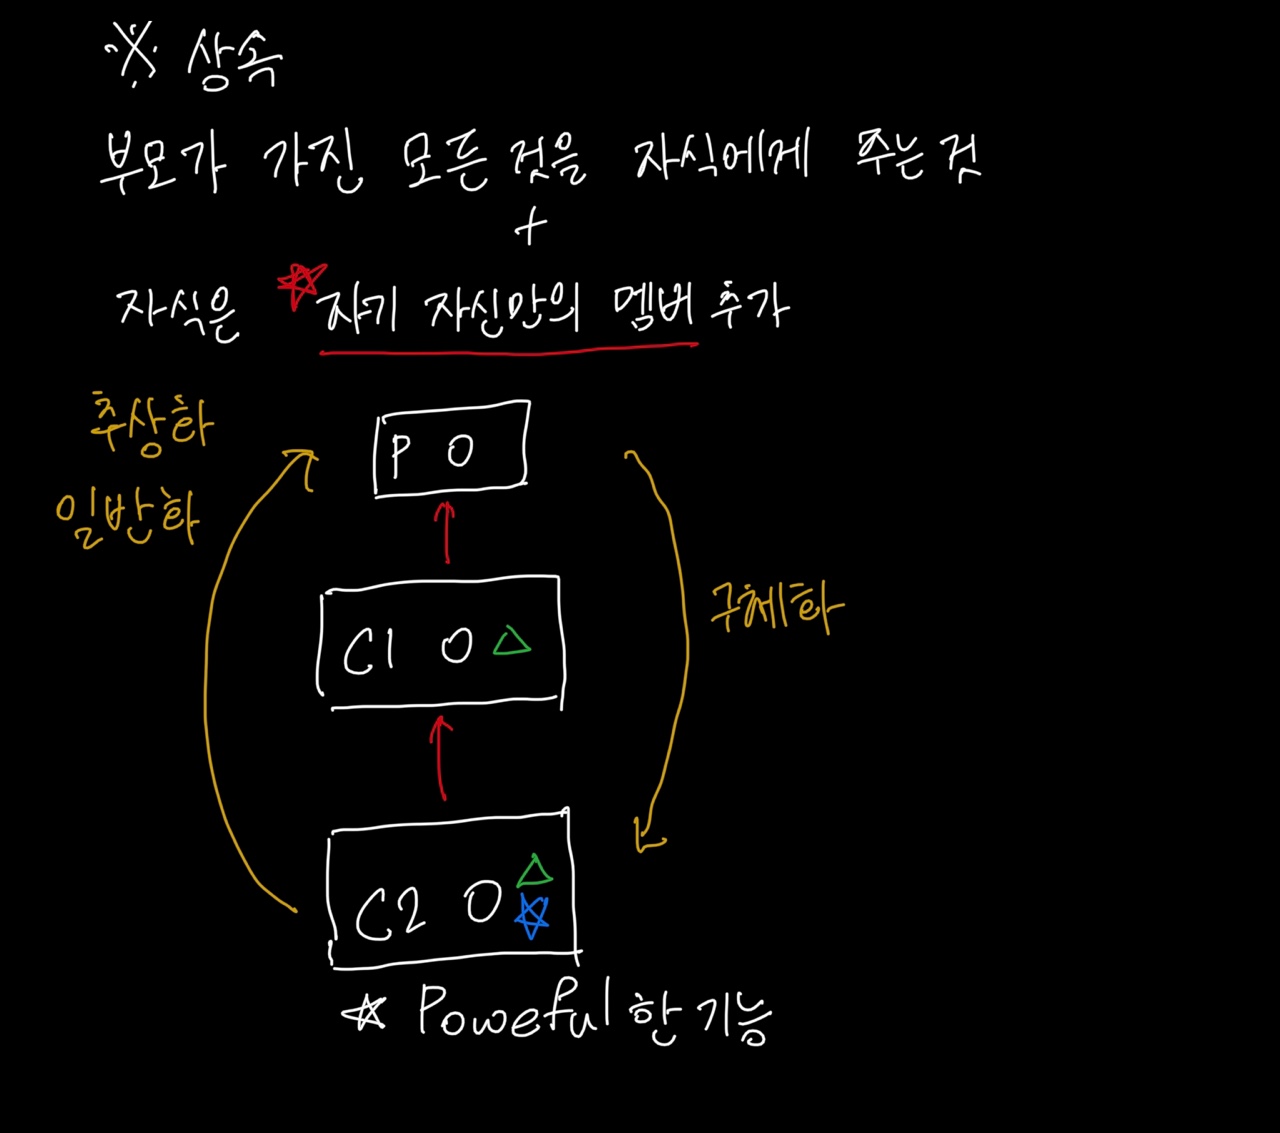 ※ 상속
부모가 가진 모든 것을 자식에게 주는 것
+
자식은 ☆자기 자신만의 멤버 추가
추상화
일반화
P O
C1 O △
구체화
C2 O △ ☆
☆ Poweful 한 기능